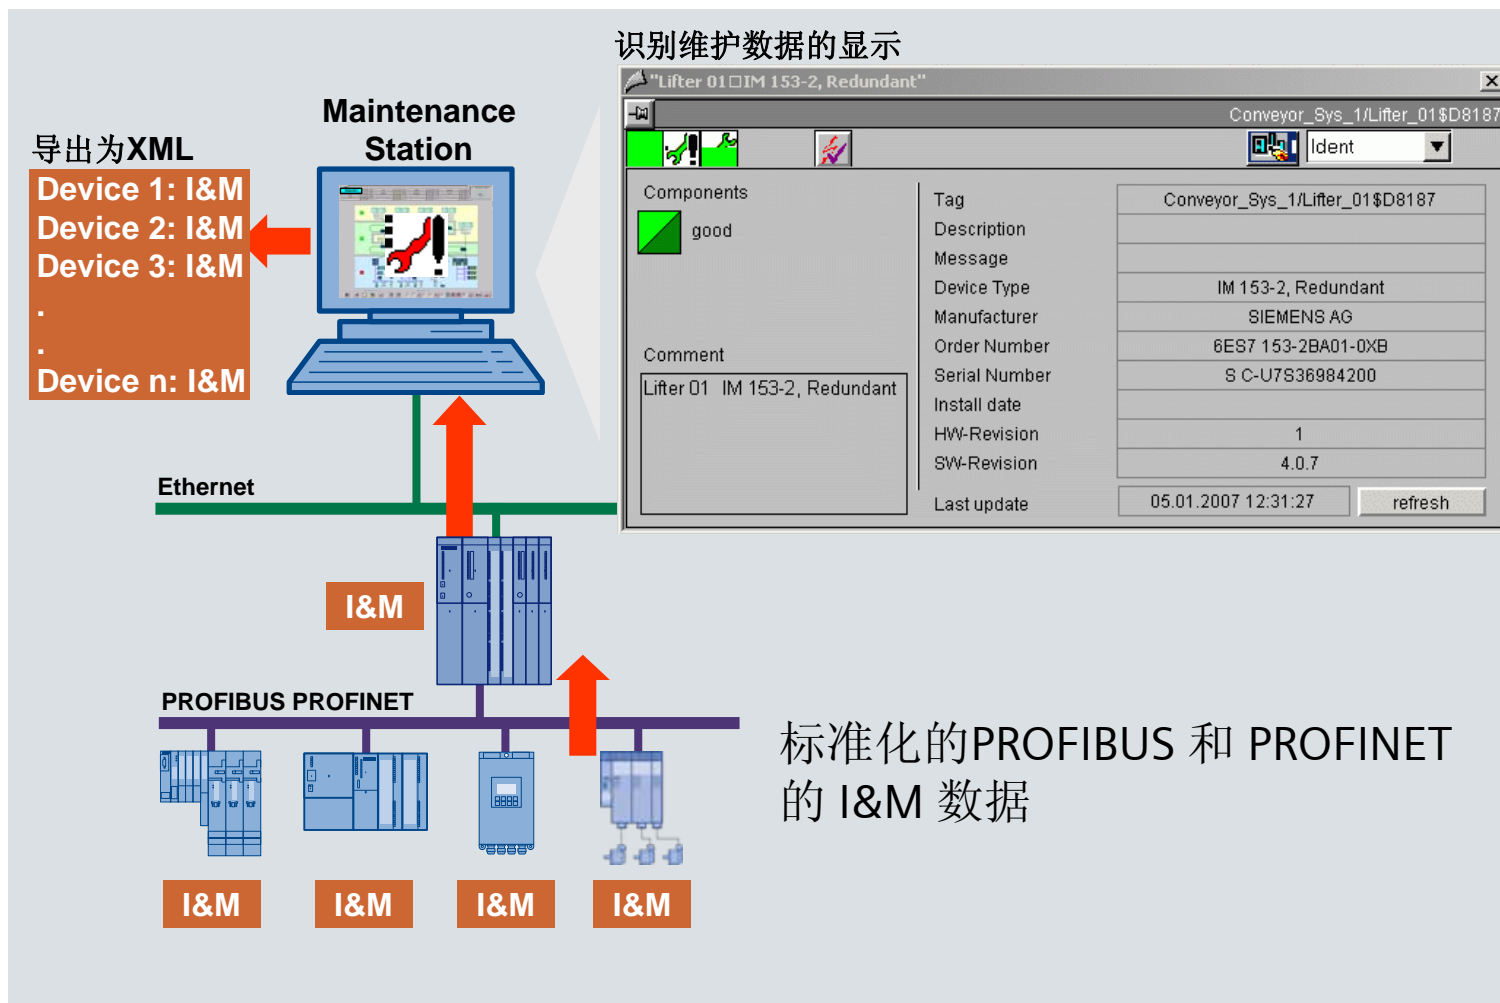 识别维护数据的显示
"Lifter 01□IM 153-2, Redundant"
Conveyor_Sys_1/Lifter_01$D8187
Ident
Components
good
Comment
Lifter 01 IM 153-2, Redundant
Tag Conveyor_Sys_1/Lifter_01$D8187
Description
Message
Device Type IM 153-2, Redundant
Manufacturer SIEMENS AG
Order Number 6ES7 153-2BA01-0XB
Serial Number S C-U7S36984200
Install date
HW-Revision 1
SW-Revision 4.0.7
Last update 05.01.2007 12:31:27 refresh
Maintenance
Station
导出为XML
Device 1: I&M
Device 2: I&M
Device 3: I&M
.
.
Device n: I&M
Ethernet
I&M
PROFIBUS PROFINET
标准化的PROFIBUS 和 PROFINET
的 I&M 数据
I&M
I&M
I&M
I&M